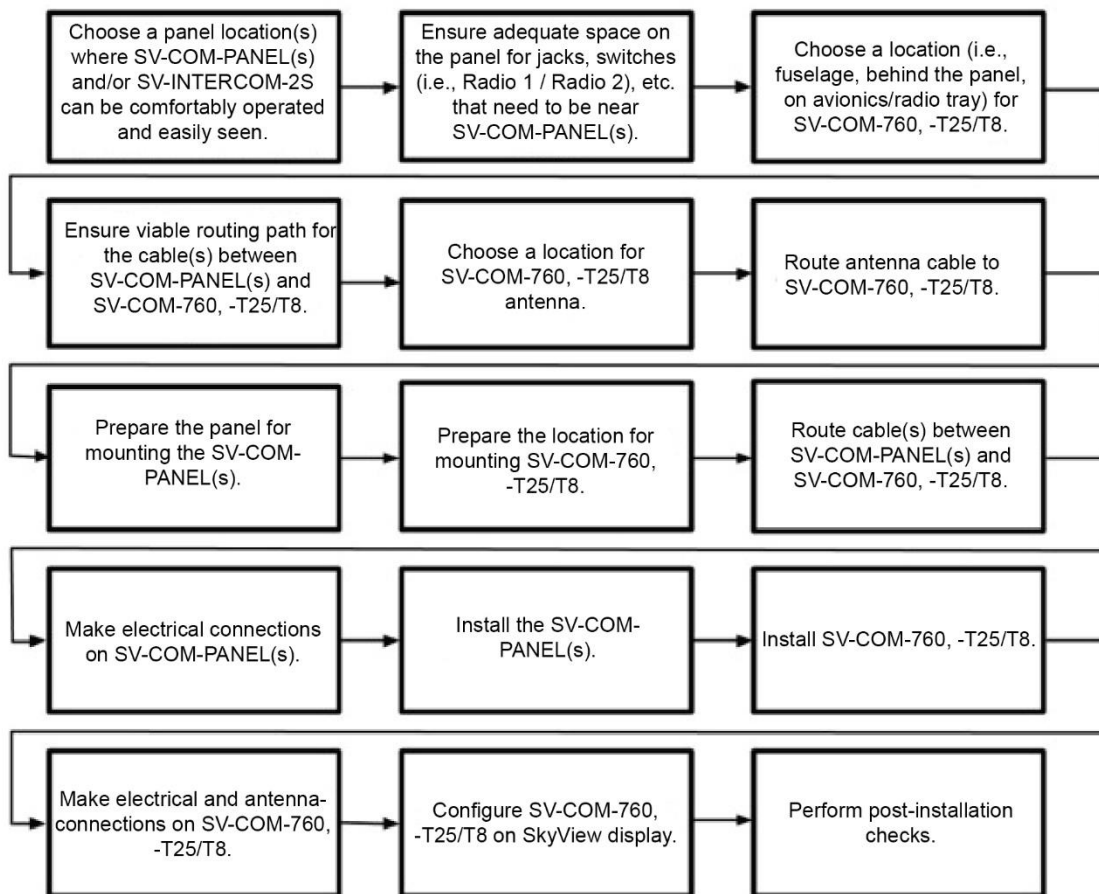 Choose a panel location(s)
where SV-COM-PANEL(s)
and/or SV-INTERCOM-2S
can be comfortably operated
and easily seen.
Ensure adequate space on
the panel for jacks, switches
(i.e., Radio 1 / Radio 2), etc.
that need to be near
SV-COM-PANEL(s).
Choose a location (i.e.,
fuselage, behind the panel,
on avionics/radio tray) for
SV-COM-760, -T25/T8.
Ensure viable routing path for
the cable(s) between
SV-COM-PANEL(s) and
SV-COM-760, -T25/T8.
Choose a location for
SV-COM-760, -T25/T8
antenna.
Route antenna cable to
SV-COM-760, -T25/T8.
Prepare the panel for
mounting the SV-COM-
PANEL(s).
Prepare the location for
mounting SV-COM-760,
-T25/T8.
Route cable(s) between
SV-COM-PANEL(s) and
SV-COM-760, -T25/T8.
Make electrical connections
on SV-COM-PANEL(s).
Install the SV-COM-
PANEL(s).
Install SV-COM-760, -T25/T8.
Make electrical and antenna-
connections on SV-COM-760,
-T25/T8.
Configure SV-COM-760,
-T25/T8 on SkyView display.
Perform post-installation
checks.